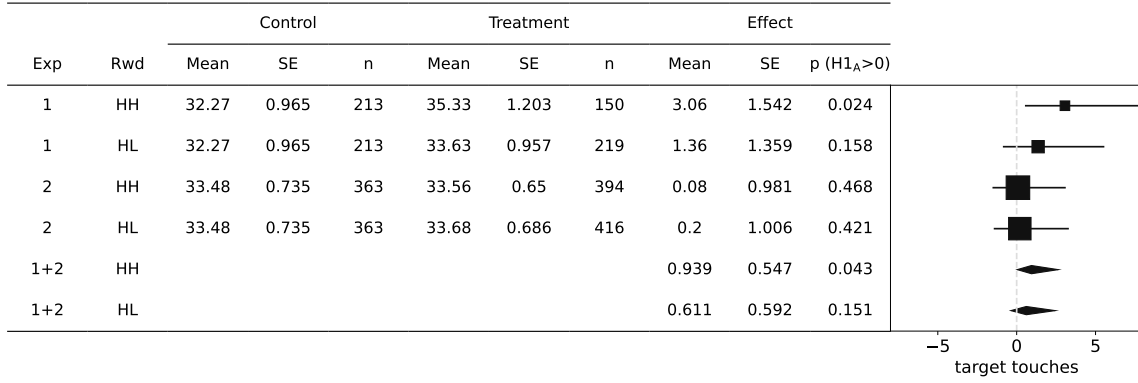 Control Treatment Effect
Exp Rwd Mean SE n Mean SE n Mean SE p (H1A>0)
1 HH 32.27 0.965 213 35.33 1.203 150 3.06 1.542 0.024
1 HL 32.27 0.965 213 33.63 0.957 219 1.36 1.359 0.158
2 HH 33.48 0.735 363 33.56 0.65 394 0.08 0.981 0.468
2 HL 33.48 0.735 363 33.68 0.686 416 0.2 1.006 0.421
1+2 HH 0.939 0.547 0.043
1+2 HL 0.611 0.592 0.151
−5 0 5
target touches